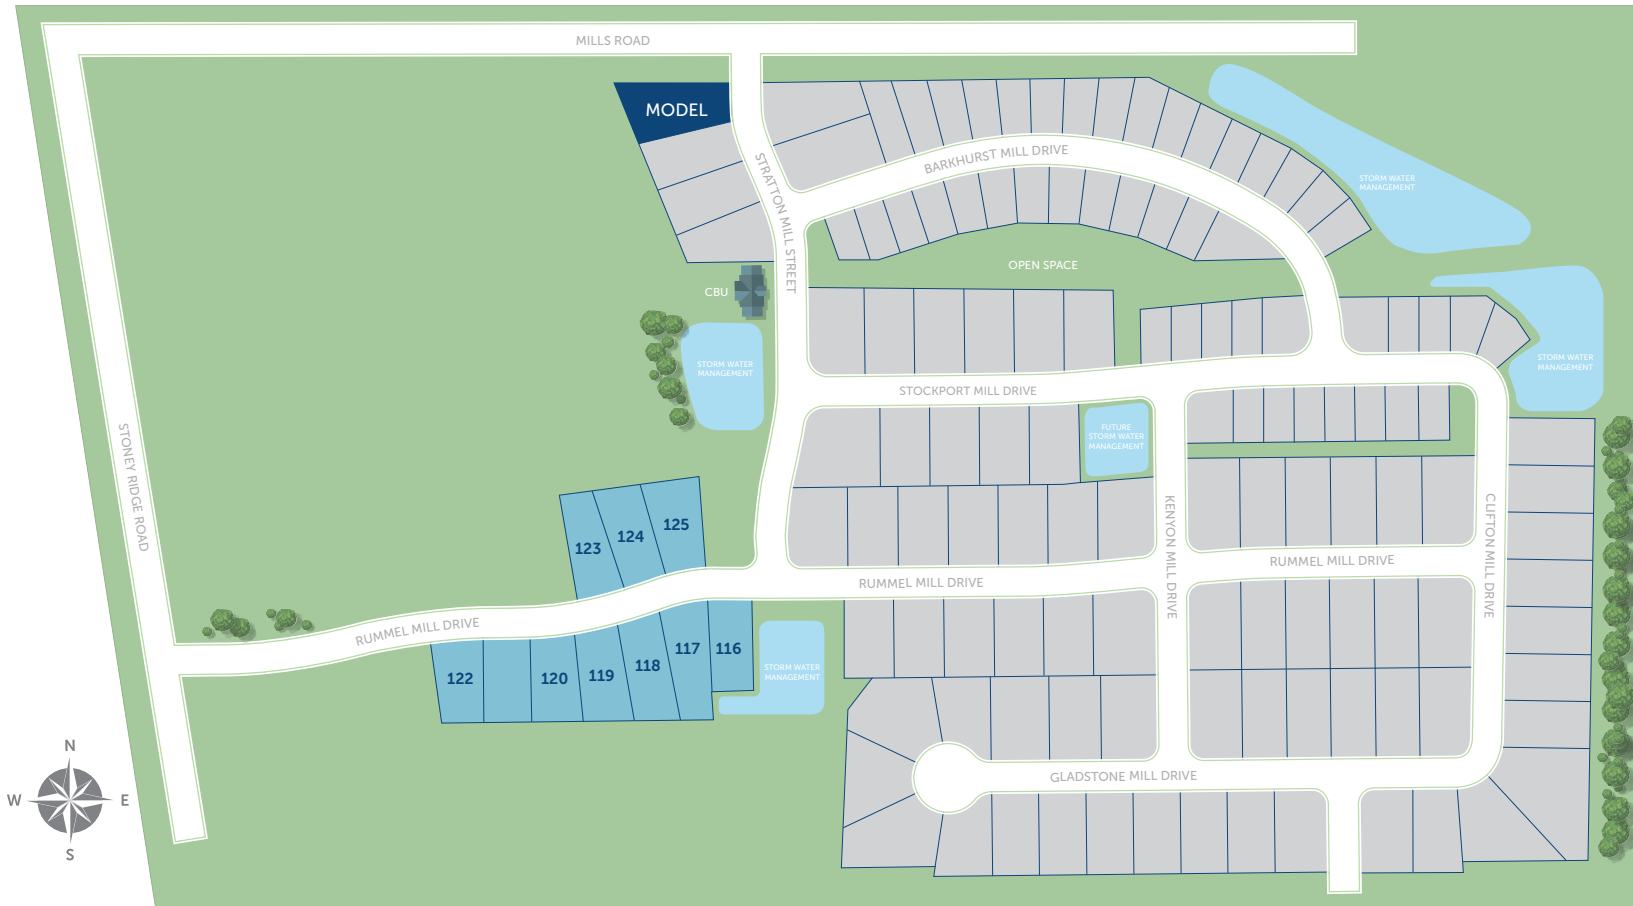 MILLS ROAD
MODEL
STRATTON MILL STREET
BARKHURST MILL DRIVE
STORM WATER
MANAGEMENT
OPEN SPACE
CBU
STORM WATER
MANAGEMENT
STORM WATER
MANAGEMENT
STOCKPORT MILL DRIVE
FUTURE
STORM WATER
MANAGEMENT
STONEY RIDGE ROAD
123
124
125
KENYON MILL DRIVE
CLIFTON MILL DRIVE
RUMMEL MILL DRIVE
RUMMEL MILL DRIVE
RUMMEL MILL DRIVE
122
120
119
118
117
116
STORM WATER
MANAGEMENT
GLADSTONE MILL DRIVE
N
W
E
S